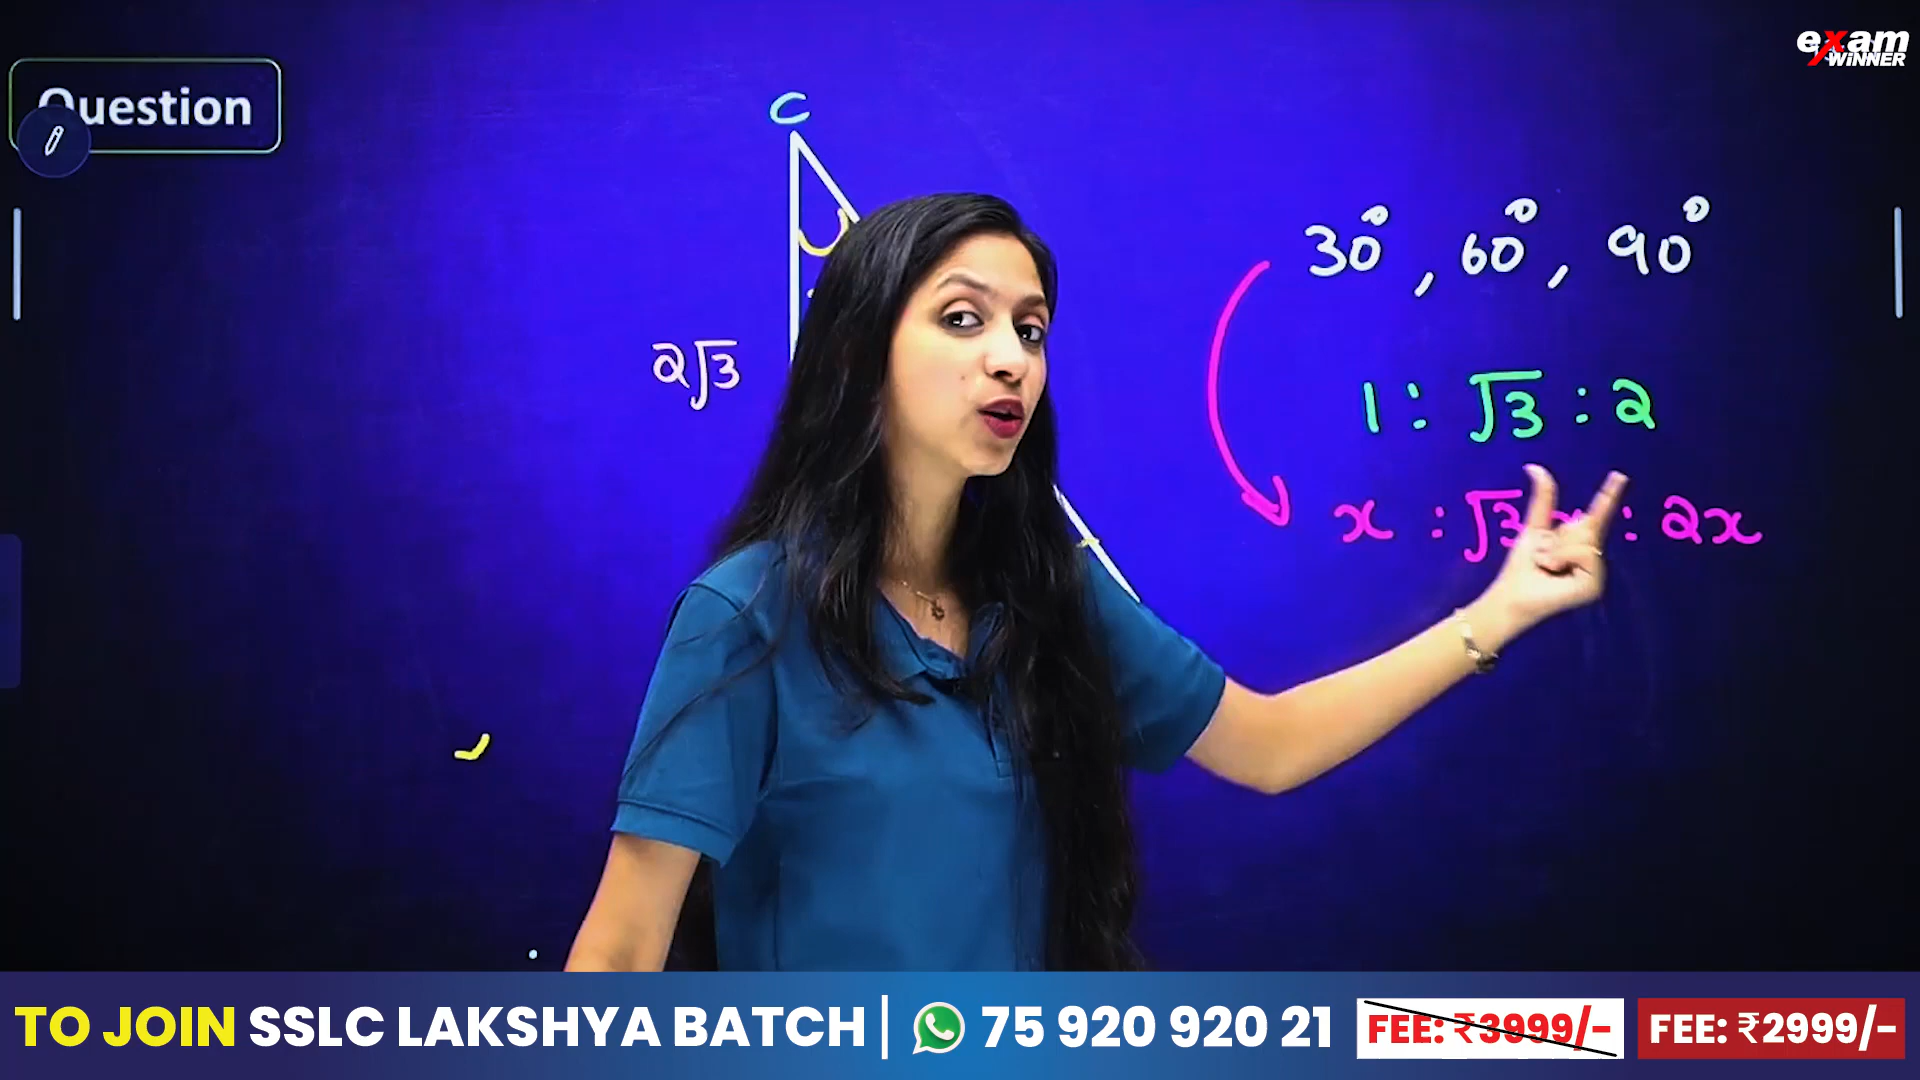 exam
WINNER
Question
C
30°, 60°, 90°
2√3
1 : √3 : 2
x : √3x : 2x
TO JOIN SSLC LAKSHYA BATCH | 75 920 920 21 FEE: ₹3999/- FEE: ₹2999/-